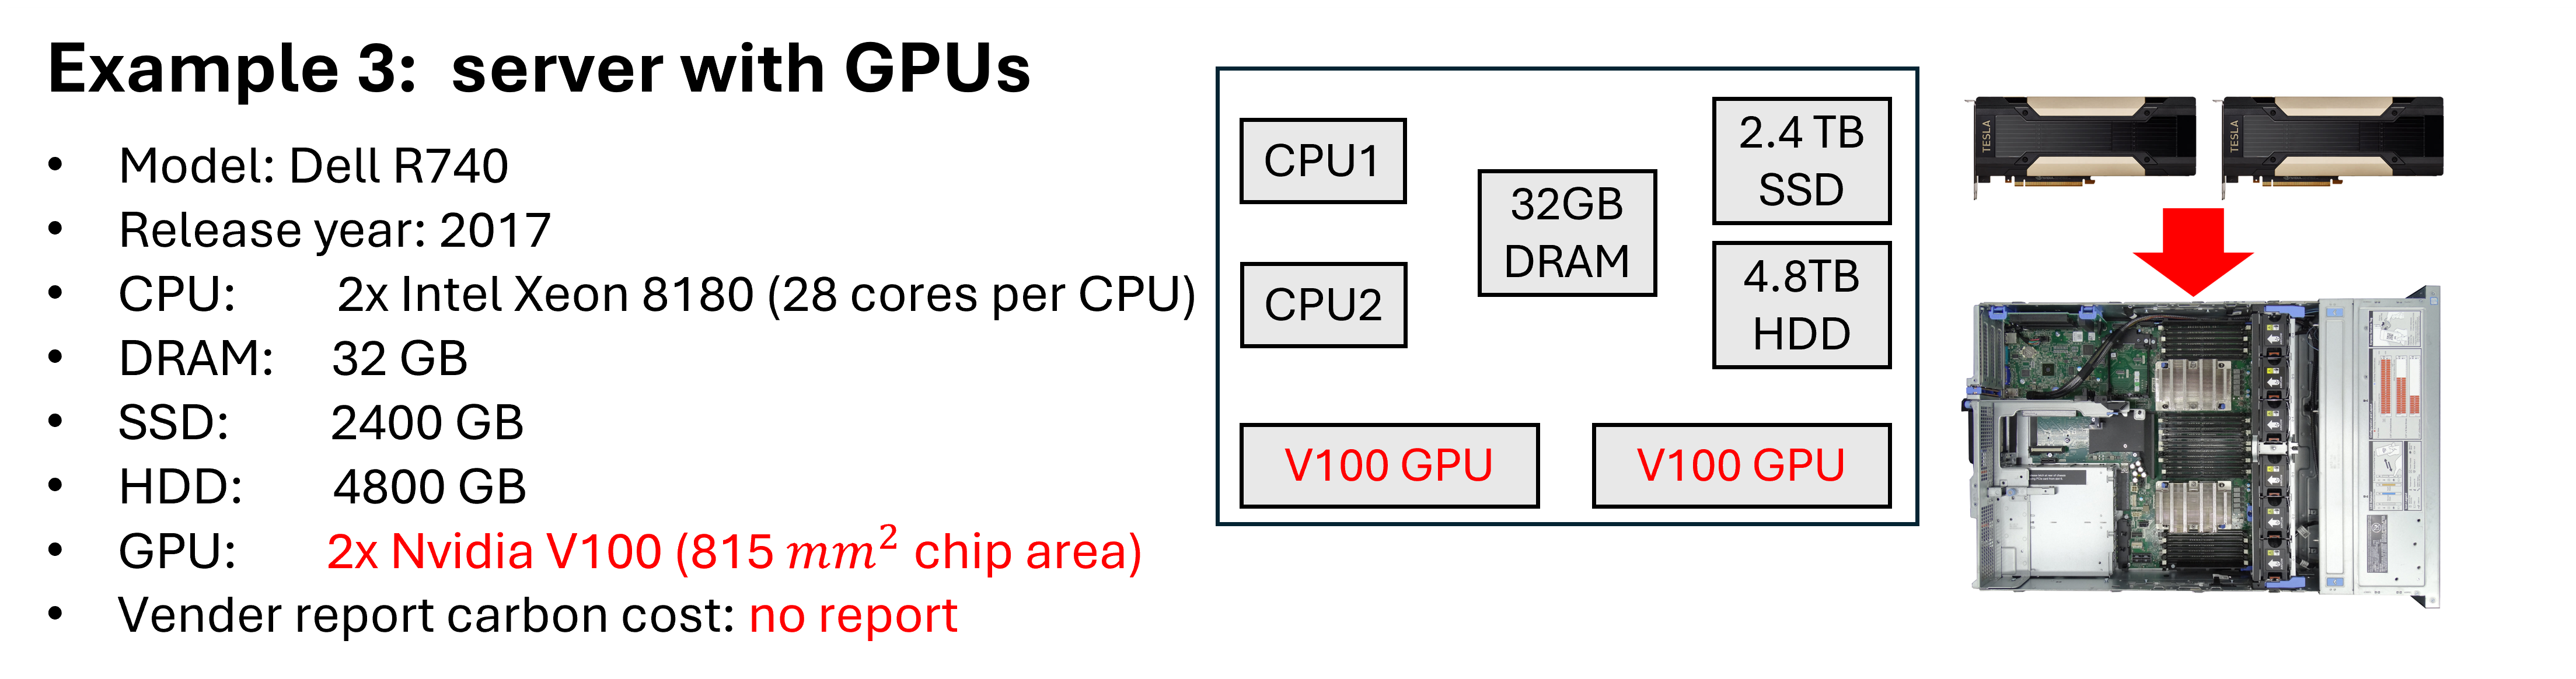 Example 3: server with GPUs
• Model: Dell R740
• Release year: 2017
• CPU: 2x Intel Xeon 8180 (28 cores per CPU)
• DRAM: 32 GB
• SSD: 2400 GB
• HDD: 4800 GB
• GPU: 2x Nvidia V100 (815 mm² chip area)
• Vender report carbon cost: no report
CPU1
CPU2
32GB
DRAM
2.4 TB
SSD
4.8TB
HDD
V100 GPU
V100 GPU
TESLA
TESLA